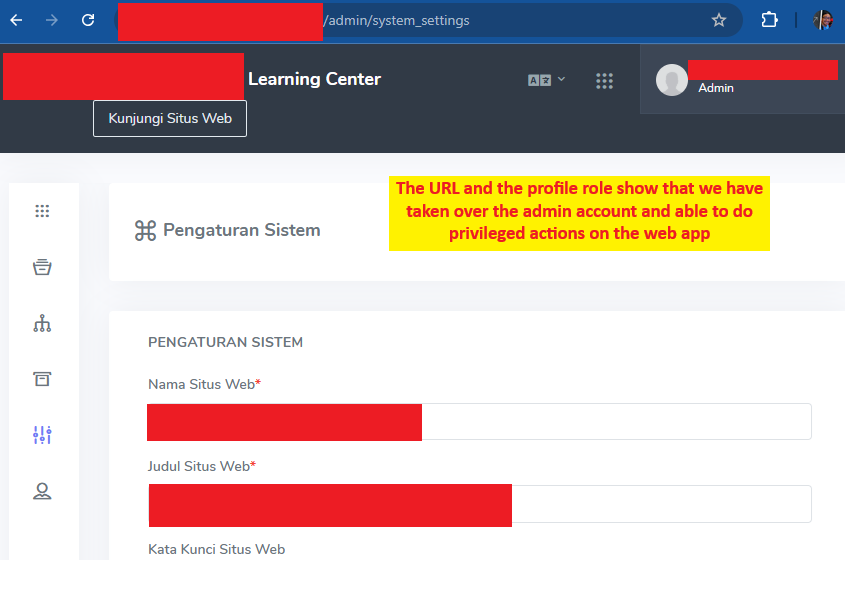 /admin/system_settings
Learning Center
Admin
Kunjungi Situs Web
The URL and the profile role show that we have
taken over the admin account and able to do
privileged actions on the web app
Pengaturan Sistem
PENGATURAN SISTEM
Nama Situs Web*
Judul Situs Web*
Kata Kunci Situs Web